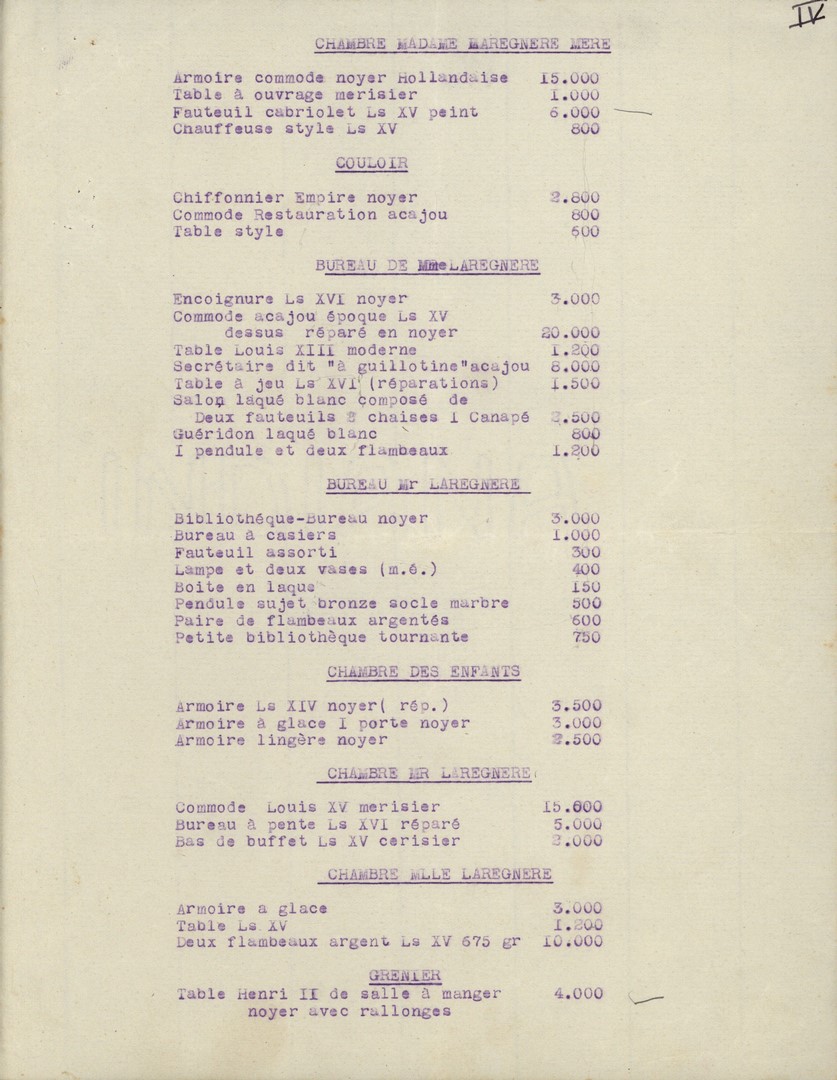 IV
CHAMBRE MADAME LAREGNERE MERE
Armoire commode noyer Hollandaise 15.000
Table à ouvrage merisier 1.000
Fauteuil cabriolet Ls XV peint 6.000
Chauffeuse style Ls XV 800
COULOIR
Chiffonnier Empire noyer 2.800
Commode Restauration acajou 800
Table style 500
BUREAU DE Mme LAREGNERE
Encoignure Ls XVI noyer 3.000
Commode acajou époque Ls XV
dessus réparé en noyer 20.000
Table Louis XIII moderne 1.200
Secrétaire dit "à guillotine"acajou 6.000
Table à jeu Ls XVI (réparations) 1.500
Salon laqué blanc composé de
Deux fauteuils 2 chaises 1 Canapé 2.500
Guéridon laqué blanc 800
I pendule et deux flambeaux 1.200
BUREAU Mr LAREGNERE
Bibliothéque-Bureau noyer 3.000
Bureau à casiers 1.000
Fauteuil assorti 300
Lampe et deux vases (m.é.) 400
Boite en laque 150
Pendule sujet bronze socle marbre 500
Paire de flambeaux argentés 600
Petite bibliothèque tournante 750
CHAMBRE DES ENFANTS
Armoire Ls XIV noyer( rép.) 3.500
Armoire à glace I porte noyer 3.000
Armoire lingère noyer 2.500
CHAMBRE MR LAREGNERE
Commode Louis XV merisier 15.000
Bureau à pente Ls XVI réparé 5.000
Bas de buffet Ls XV cerisier 2.000
CHAMBRE MLLE LAREGNERE
Armoire a glace 3.000
Table Ls XV 1.200
Deux flambeaux argent Ls XV 675 gr 10.000
GRENIER
Table Henri II de salle à manger 4.000
noyer avec rallonges